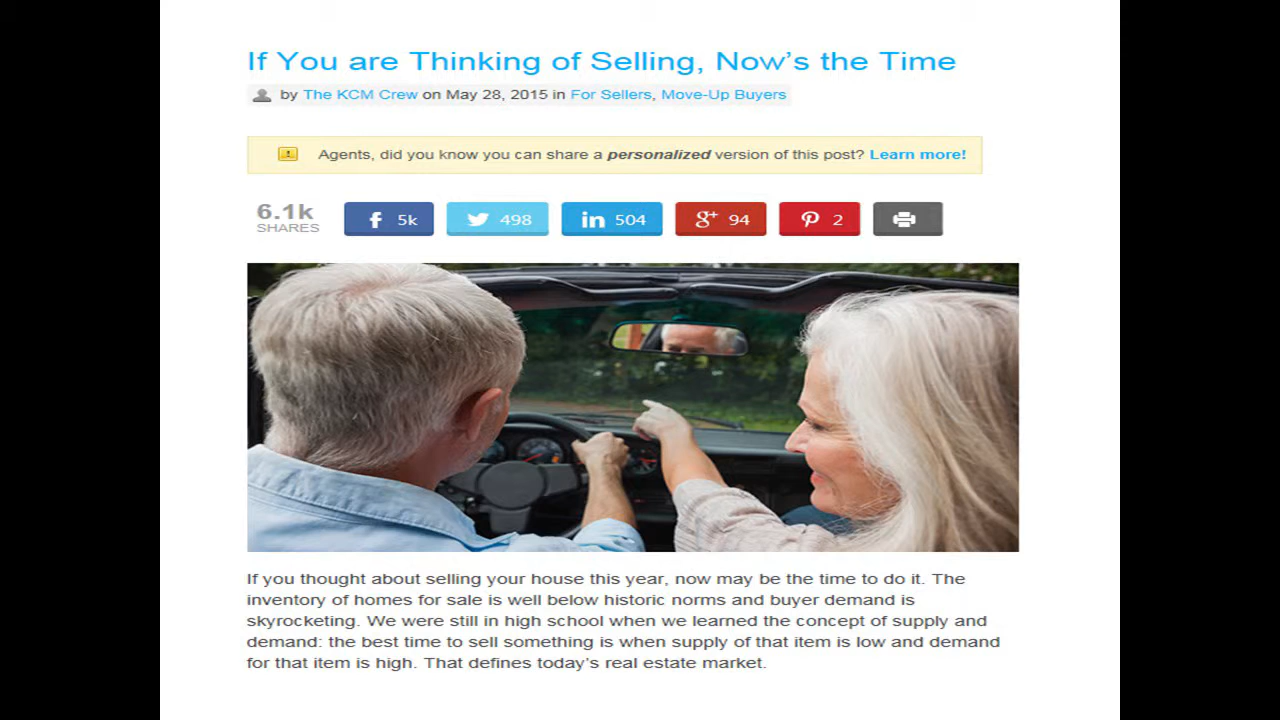 If You are Thinking of Selling, Now's the Time
by The KCM Crew on May 28, 2015 in For Sellers, Move-Up Buyers
Agents, did you know you can share a personalized version of this post? Learn more!
6.1k
SHARES
5k
498
504
94
2
If you thought about selling your house this year, now may be the time to do it. The
inventory of homes for sale is well below historic norms and buyer demand is
skyrocketing. We were still in high school when we learned the concept of supply and
demand: the best time to sell something is when supply of that item is low and demand
for that item is high. That defines today's real estate market.